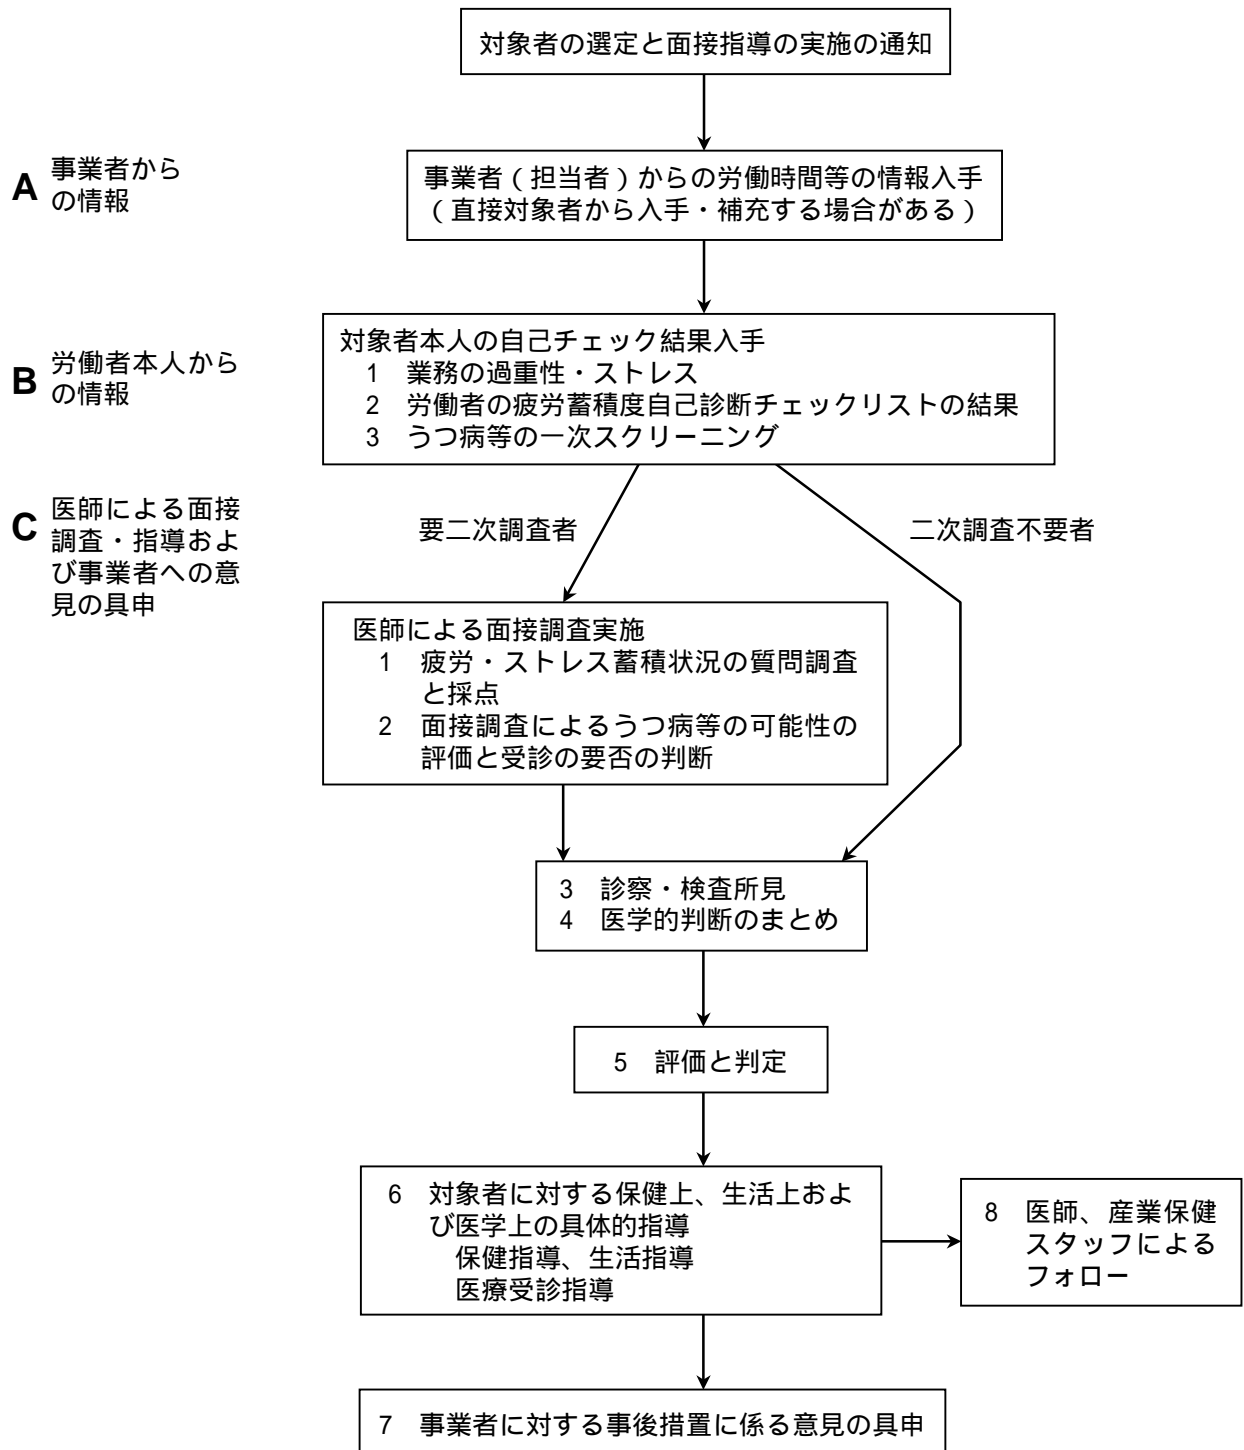 対象者の選定と面接指導の実施の通知
A 事業者から
の情報
事業者(担当者)からの労働時間等の情報入手
(直接対象者から入手・補充する場合がある)
B 労働者本人から
の情報
対象者本人の自己チェック結果入手
1 業務の過重性・ストレス
2 労働者の疲労蓄積度自己診断チェックリストの結果
3 うつ病等の一次スクリーニング
C 医師による面接
調査・指導およ
び事業者への意
見の具申
要二次調査者
二次調査不要者
医師による面接調査実施
1 疲労・ストレス蓄積状況の質問調査
と採点
2 面接調査によるうつ病等の可能性の
評価と受診の要否の判断
3 診察・検査所見
4 医学的判断のまとめ
5 評価と判定
6 対象者に対する保健上、生活上およ
び医学上の具体的指導
保健指導、生活指導
医療受診指導
8 医師、産業保健
スタッフによる
フォロー
7 事業者に対する事後措置に係る意見の具申